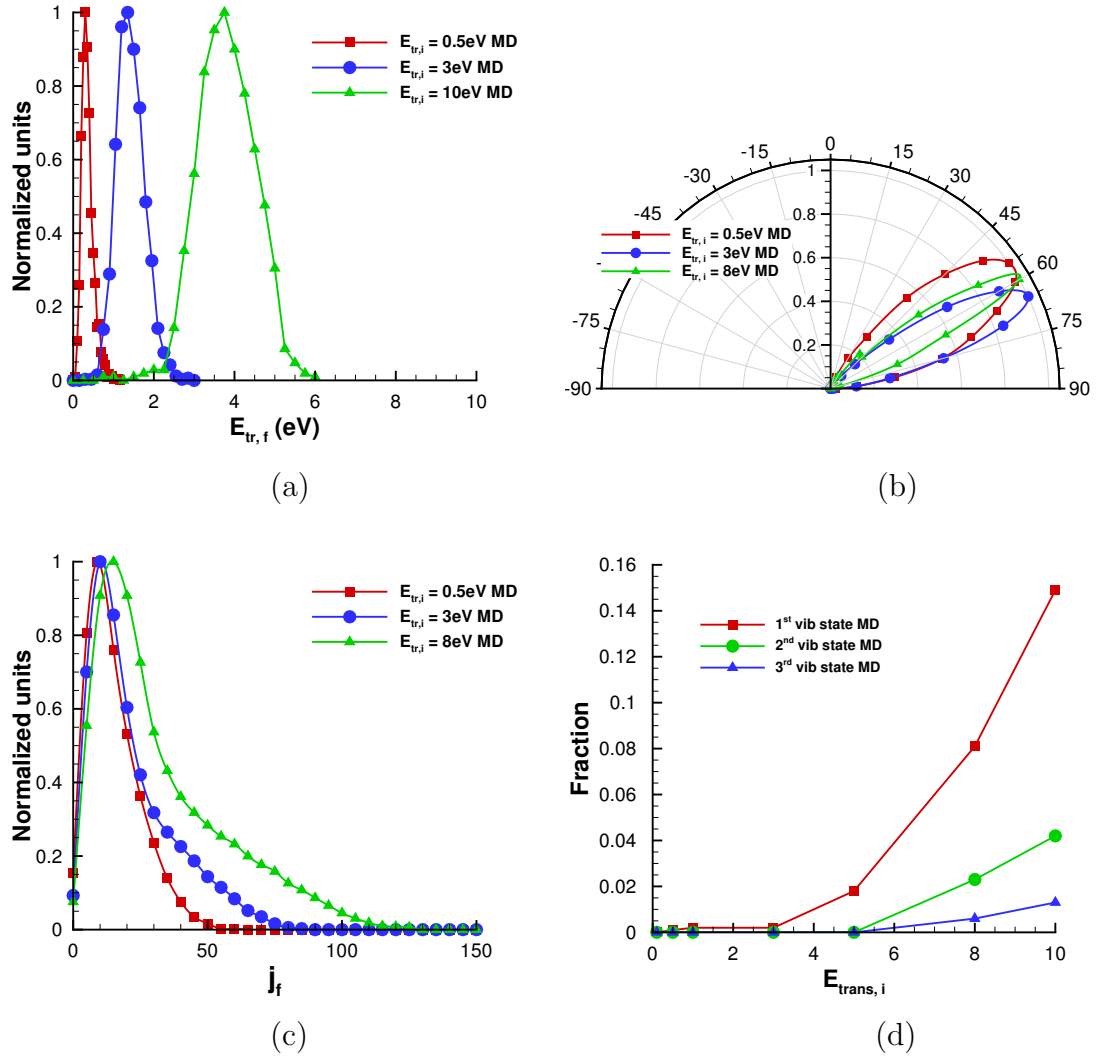 Normalized units
1
0.8
0.6
0.4
0.2
0
0 2 4 6 8 10
E_tr, f (eV)
E_tr,i = 0.5eV MD
E_tr,i = 3eV MD
E_tr,i = 10eV MD
(a)
-90 -75 - -45 -30 -15 0 15 30 45 60 75 90
1
0.8
0.6
0.4
0.2
E_tr, i = 0.5eV MD
E_tr, i = 3eV MD
E_tr, i = 8eV MD
(b)
Normalized units
1
0.8
0.6
0.4
0.2
0
0 50 100 150
j_f
E_tr,i = 0.5eV MD
E_tr,i = 3eV MD
E_tr,i = 8eV MD
(c)
Fraction
0.16
0.14
0.12
0.1
0.08
0.06
0.04
0.02
0
0 2 4 6 8 10
E_trans, i
1st vib state MD
2nd vib state MD
3rd vib state MD
(d)